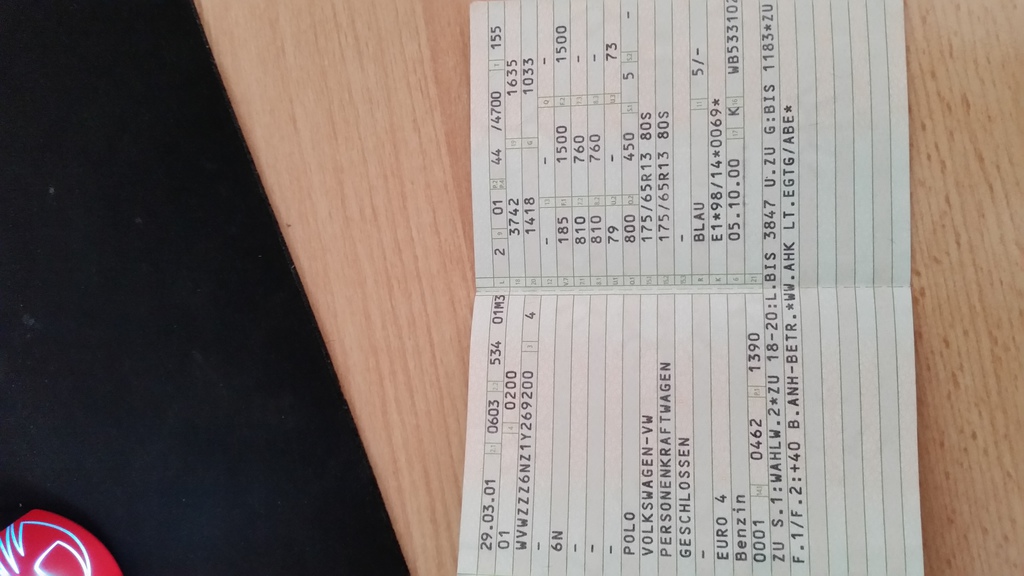 29.03.01 0603 534 01M3
01 0200
WVWZZZ6NZ1Y269200 4
-
6N
-
-
-
POLO
VOLKSWAGEN-VW
PERSONENKRAFTWAGEN
GESCHLOSSEN
-
EURO 4
Benzin
0001 0462 1390
2 01 44 /4700 155
3742 1635
1418 1033
- - -
185 1500 1500
810 760 -
810 760 -
79 - 73
800 450 5 -
175/65R13 80S
175/65R13 80S
-
BLAU 5/-
E1*98/14*0069*
05.10.00 K WB533102
ZU S.1:WAHLW.2*ZU 18-20:L.BIS 3847 U.ZU G:BIS 1183*ZU
F.1/F.2:+40 B.ANH-BETR.*WW.AHK LT.EGTG/ABE*